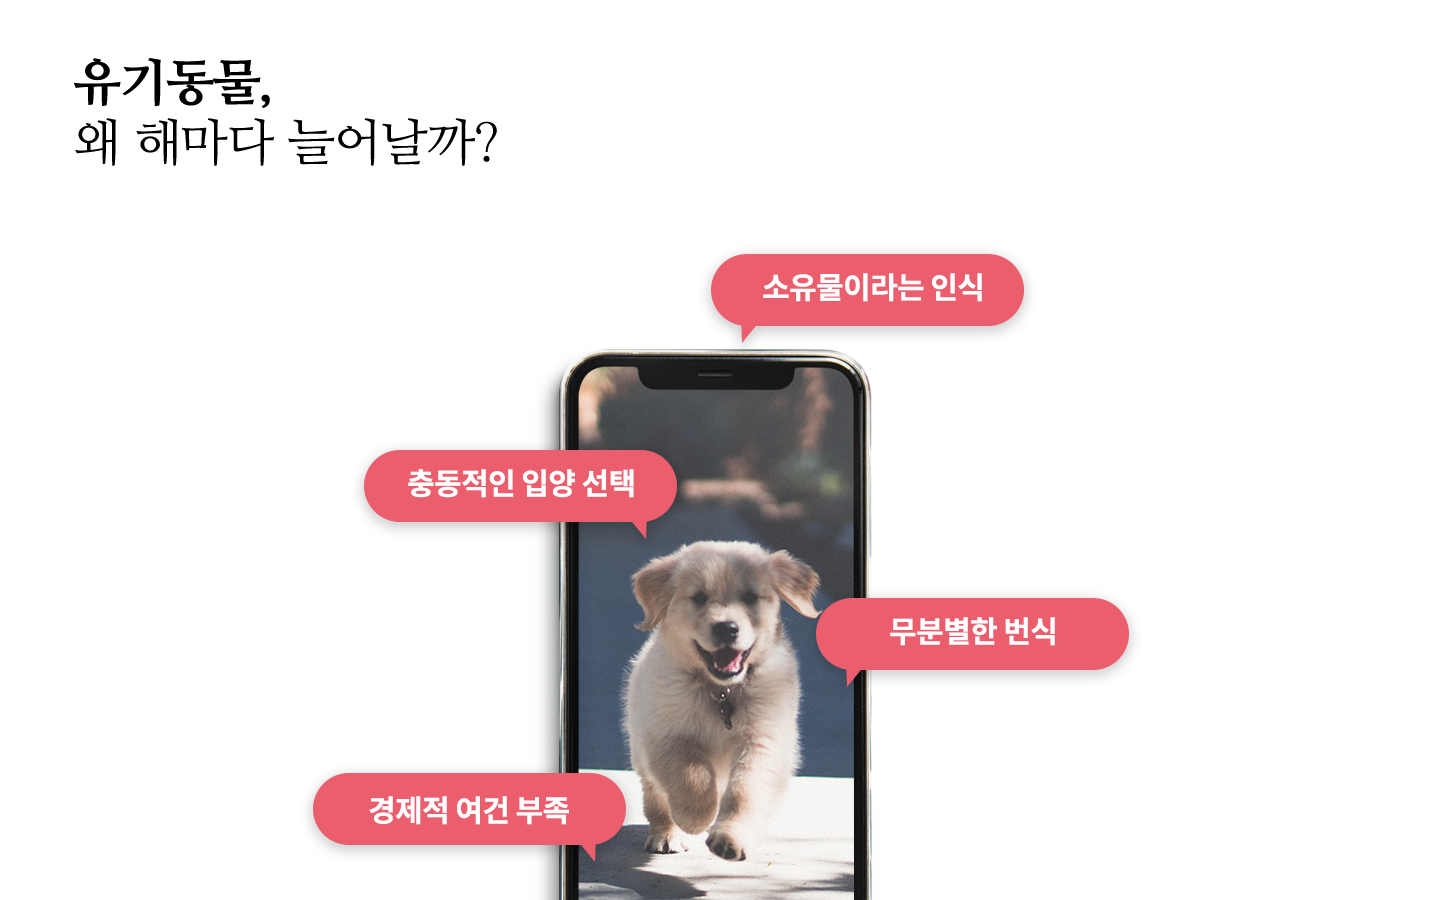 유기동물,
왜 해마다 늘어날까?
소유물이라는 인식
충동적인 입양 선택
무분별한 번식
경제적 여건 부족